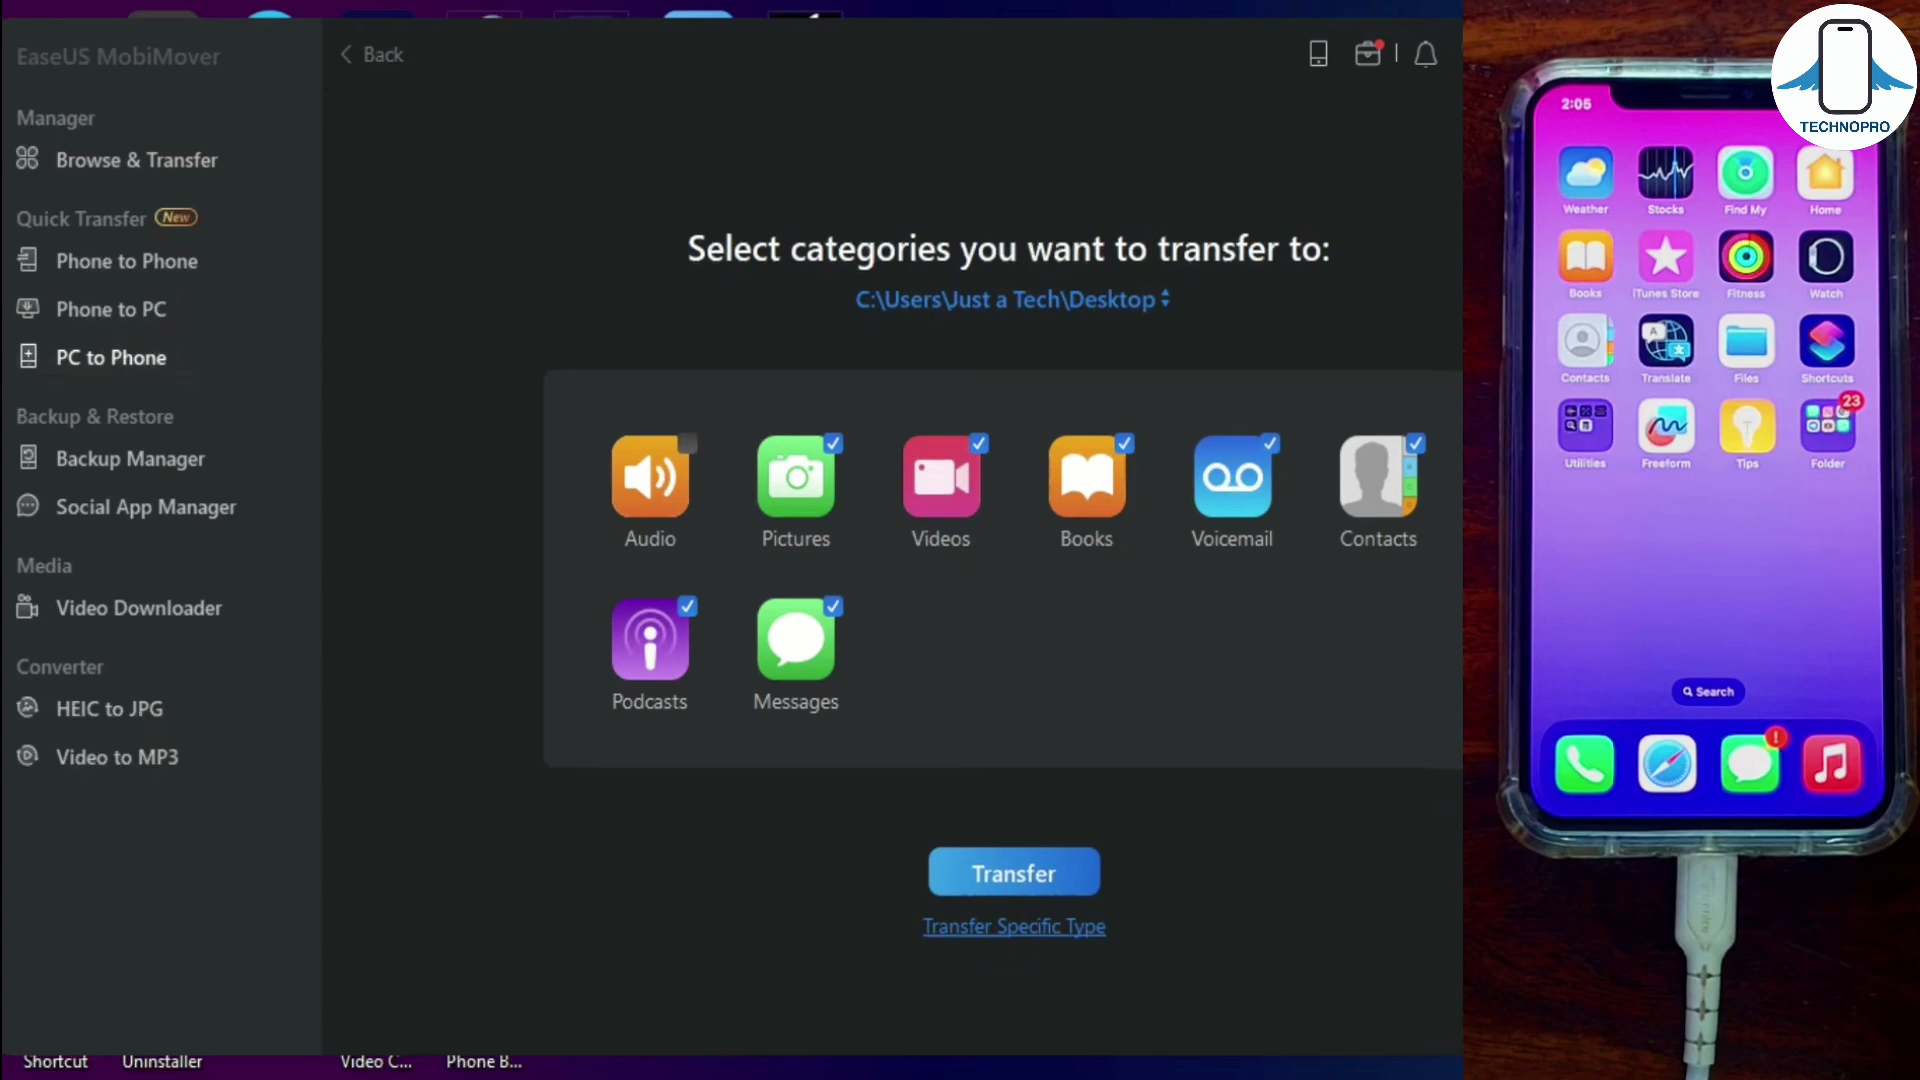 EaseUS MobiMover
Back
Manager
Browse & Transfer
Quick Transfer New
Phone to Phone
Phone to PC
PC to Phone
Backup & Restore
Backup Manager
Social App Manager
Media
Video Downloader
Converter
HEIC to JPG
Video to MP3
Select categories you want to transfer to:
C:\Users\Just a Tech\Desktop
Audio Pictures Videos Books Voicemail Contacts
Podcasts Messages
Transfer
Transfer Specific Type
Shortcut Uninstaller Video C... Phone B...
TECHNOPRO
2:05
Weather Stocks Find My Home
Books iTunes Store Fitness Watch
Contacts Translate Files Shortcuts
23
Utilities Freeform Tips Folder
Search